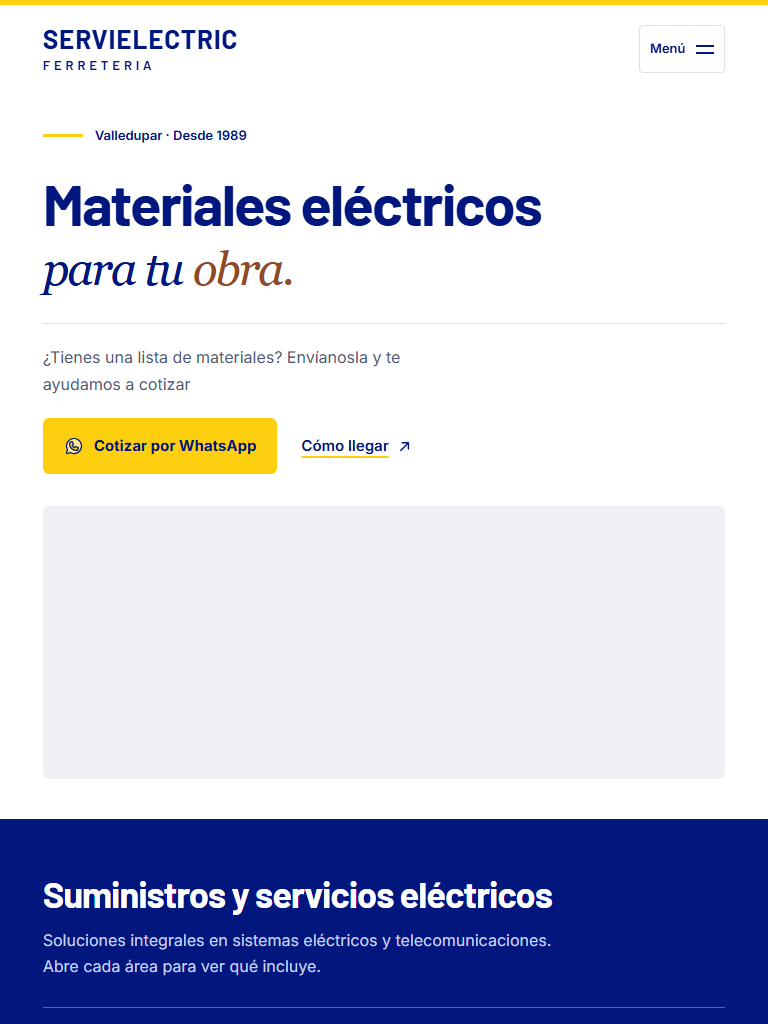 SERVIELECTRIC
FERRETERIA
Menú
Valledupar · Desde 1989
Materiales eléctricos
para tu obra.
¿Tienes una lista de materiales? Envíanosla y te
ayudamos a cotizar
Cotizar por WhatsApp
Cómo llegar
Suministros y servicios eléctricos
Soluciones integrales en sistemas eléctricos y telecomunicaciones.
Abre cada área para ver qué incluye.